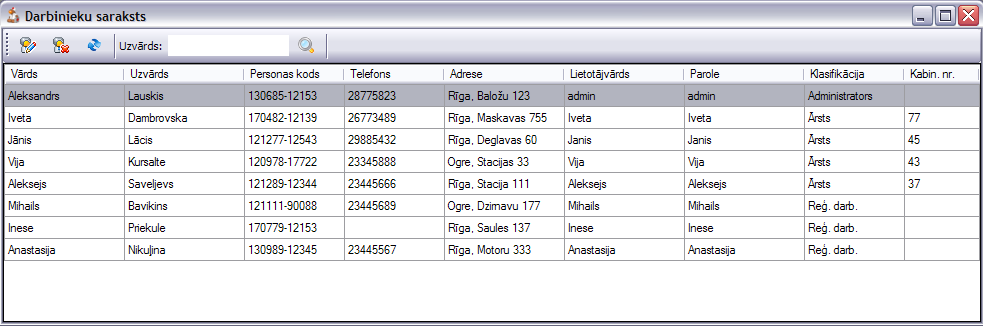 Darbinieku saraksts
Uzvārds:
Vārds Uzvārds Personas kods Telefons Adrese Lietotājvārds Parole Klasifikācija Kabin. nr.
Aleksandrs Lauskis 130685-12153 28775823 Rīga, Baložu 123 admin admin Administrators
Iveta Dambrovska 170482-12139 26773489 Rīga, Maskavas 755 Iveta Iveta Ārsts 77
Jānis Lācis 121277-12543 29885432 Rīga, Deglavas 60 Janis Janis Ārsts 45
Vija Kursalte 120978-17722 23345888 Ogre, Stacijas 33 Vija Vija Ārsts 43
Aleksejs Saveljevs 121289-12344 23445666 Rīga, Stacija 111 Aleksejs Aleksejs Ārsts 37
Mihails Bavikins 121111-90088 23445689 Ogre, Dzirnavu 177 Mihails Mihails Reģ. darb.
Inese Priekule 170779-12153 Rīga, Saules 137 Inese Inese Reģ. darb.
Anastasija Nikuļina 130989-12345 23445567 Rīga, Motoru 333 Anastasija Anastasija Reģ. darb.